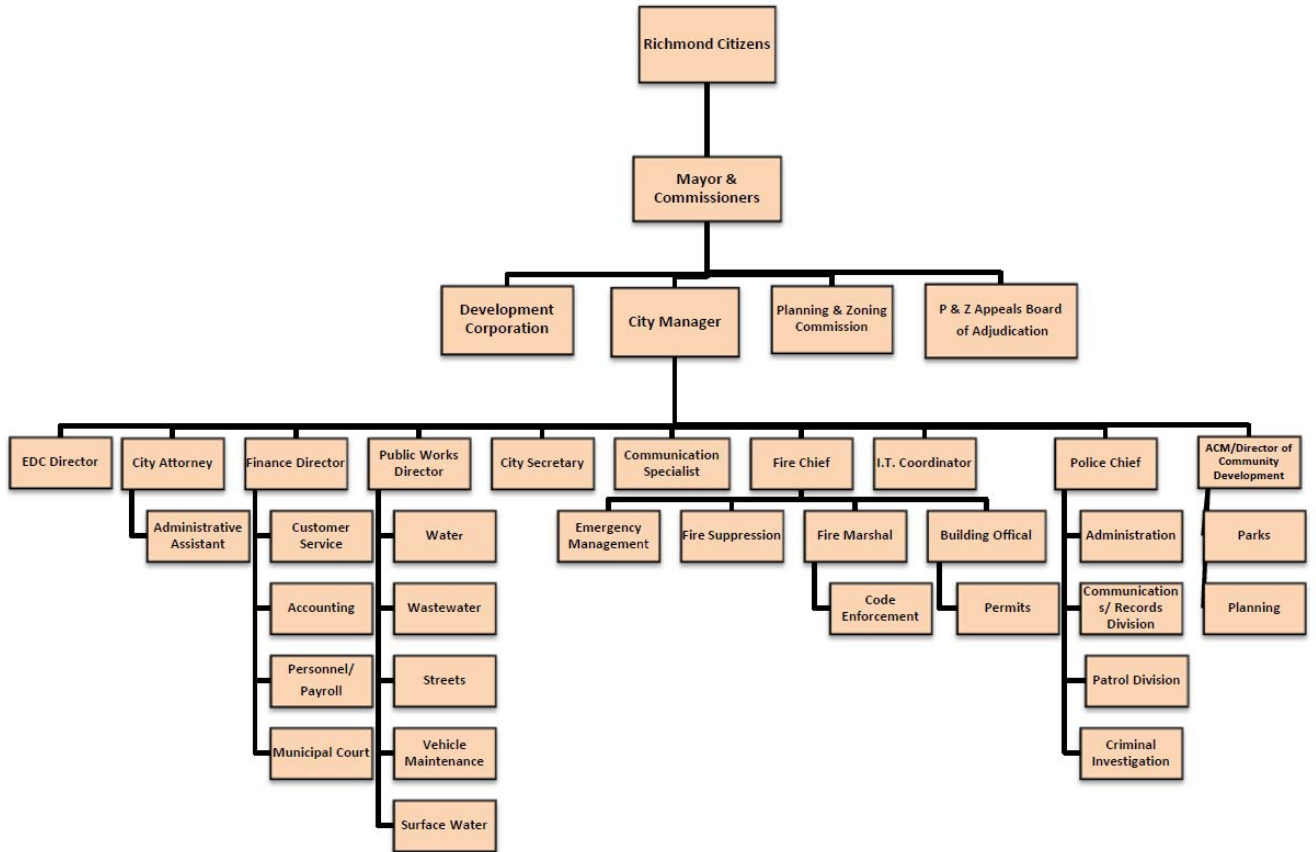 Richmond Citizens
Mayor &
Commissioners
Development
Corporation
City Manager
Planning & Zoning
Commission
P & Z Appeals Board
of Adjudication
EDC Director
City Attorney
Finance Director
Public Works
Director
City Secretary
Communication
Specialist
Fire Chief
I.T. Coordinator
Police Chief
ACM/Director of
Community
Development
Administrative
Assistant
Customer
Service
Water
Emergency
Management
Fire Suppression
Fire Marshal
Building Offical
Administration
Parks
Accounting
Wastewater
Code
Enforcement
Permits
Communication
s/ Records
Division
Planning
Personnel/
Payroll
Streets
Patrol Division
Municipal Court
Vehicle
Maintenance
Criminal
Investigation
Surface Water